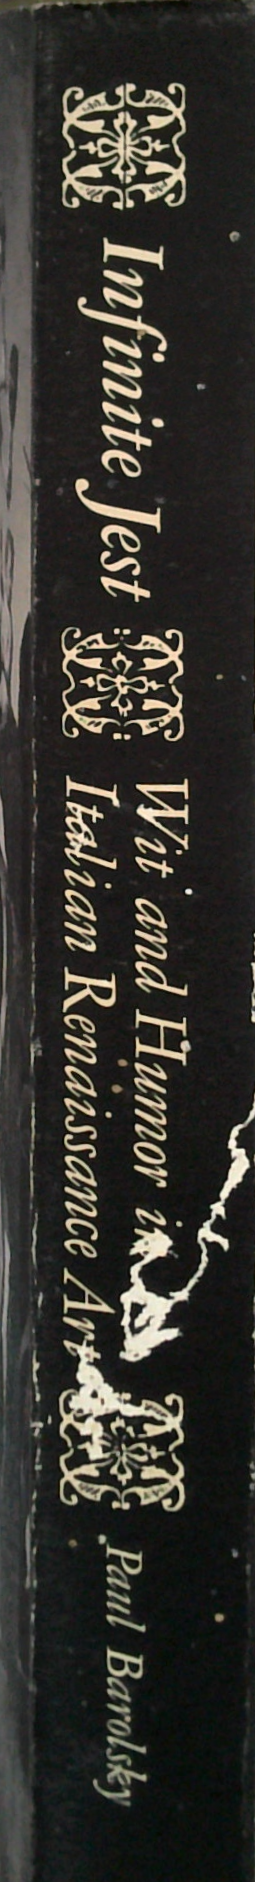 Infinite Jest
Wit and Humor in
Italian Renaissance Art
Paul Barolsky